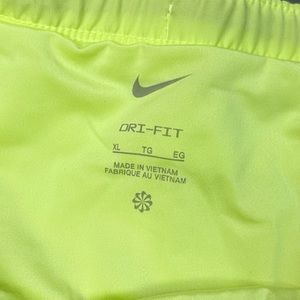 DRI-FIT
XL TG EG
MADE IN VIETNAM
FABRIQUE AU VIETNAM